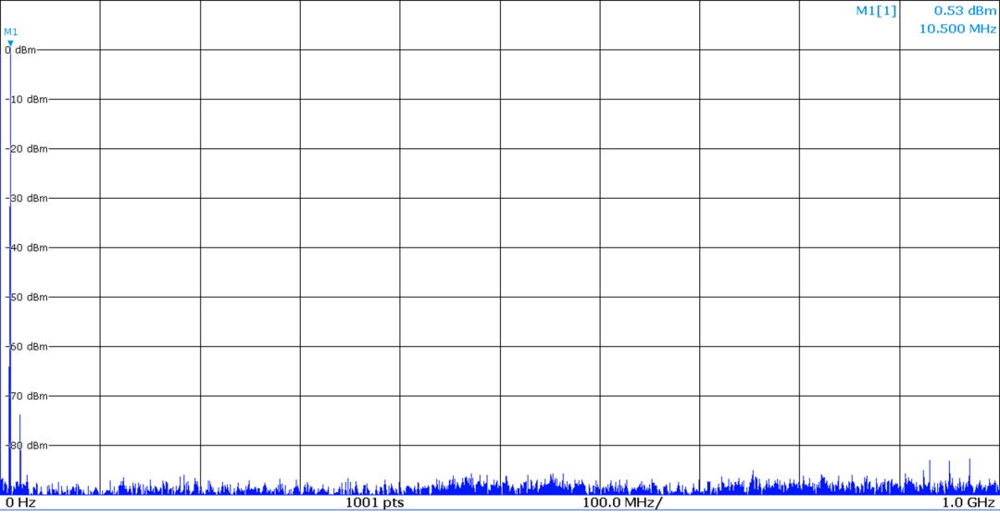 M1[1] 0.53 dBm
10.500 MHz
M1
0 dBm
-10 dBm
-20 dBm
-30 dBm
-40 dBm
-50 dBm
-60 dBm
-70 dBm
-80 dBm
0 Hz 1001 pts 100.0 MHz/ 1.0 GHz